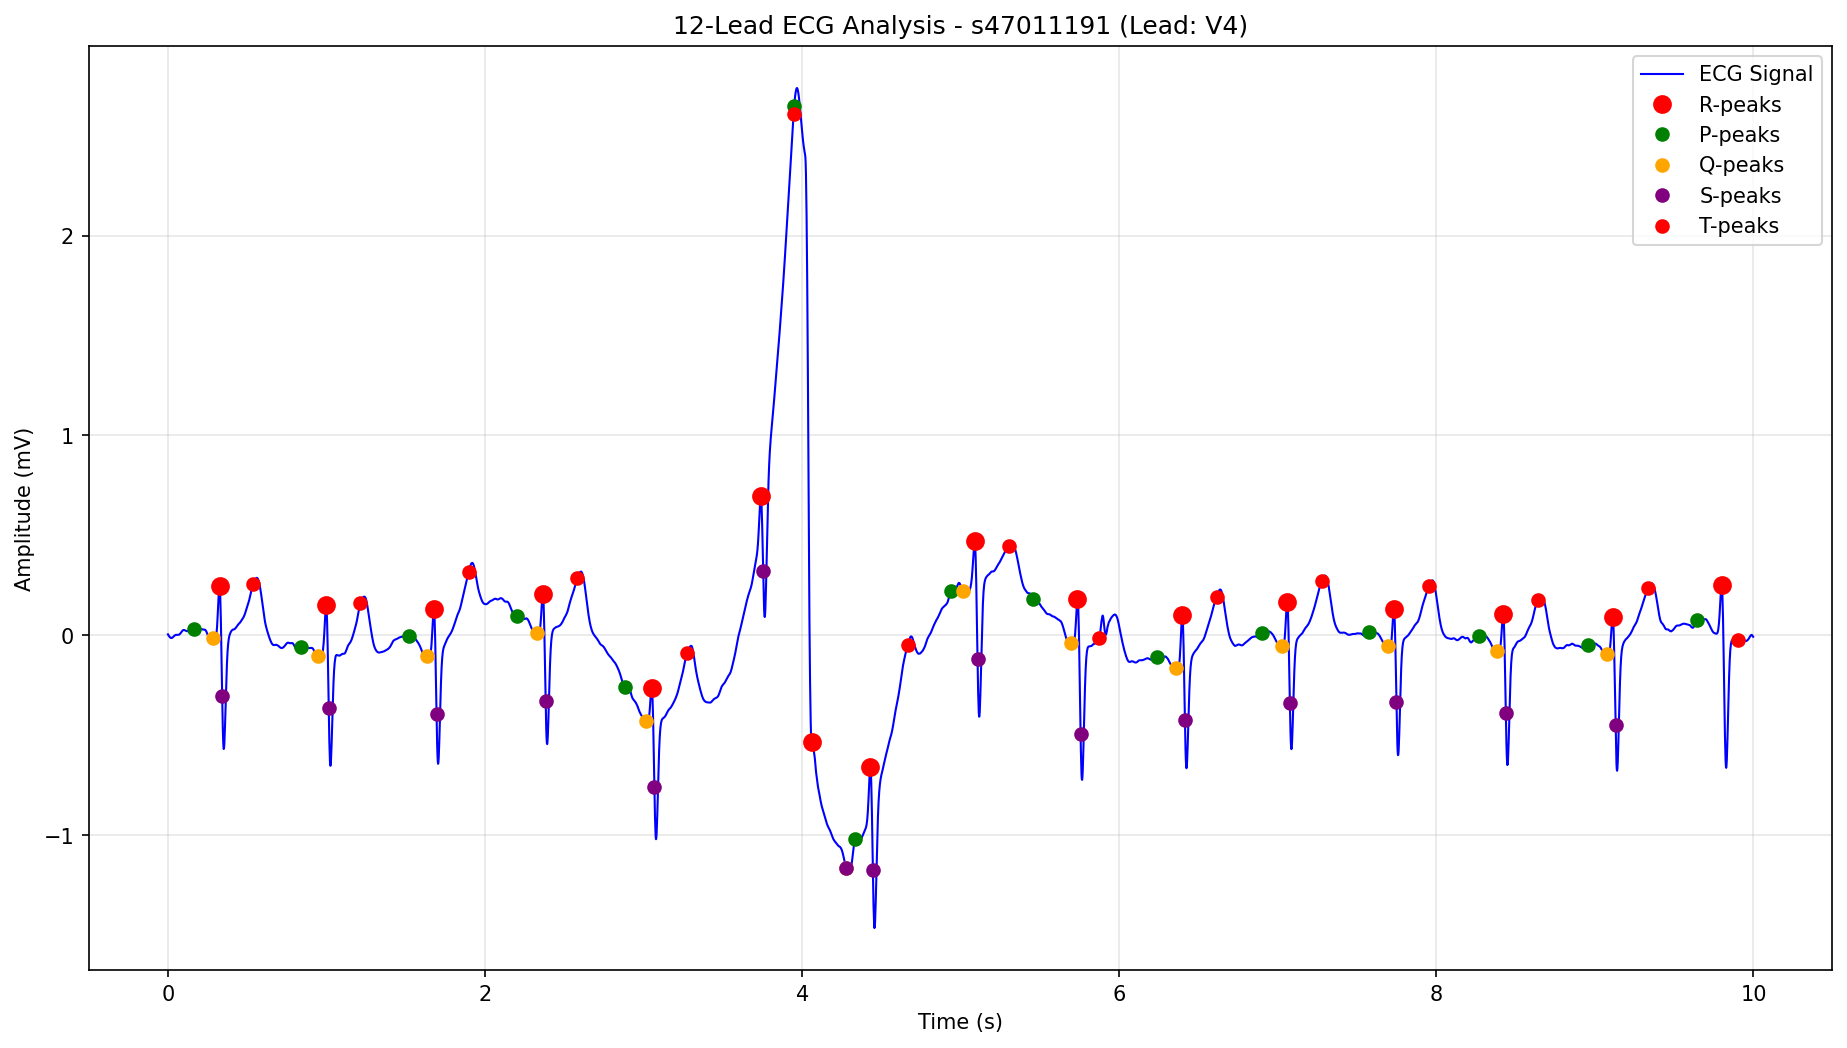 12-Lead ECG Analysis - s47011191 (Lead: V4)
ECG Signal
R-peaks
P-peaks
Q-peaks
S-peaks
T-peaks
Amplitude (mV)
2
1
0
−1
0
2
4
6
8
10
Time (s)